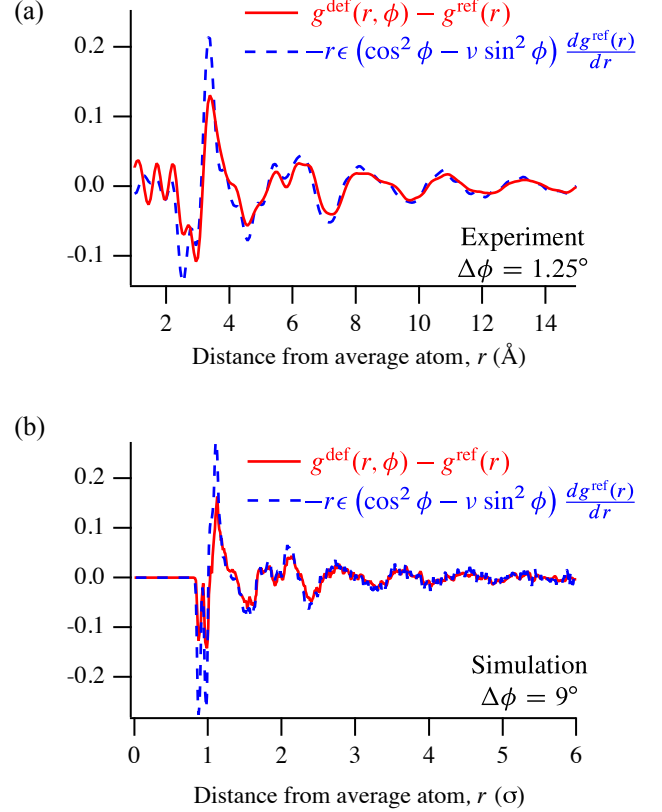 (a)
g^def(r, ϕ) − g^ref(r)
−rϵ (cos² ϕ − ν sin² ϕ) dg^ref(r)/dr
0.2
0.1
0.0
-0.1
Experiment
Δϕ = 1.25°
2 4 6 8 10 12 14
Distance from average atom, r (Å)
(b)
g^def(r, ϕ) − g^ref(r)
−rϵ (cos² ϕ − ν sin² ϕ) dg^ref(r)/dr
0.2
0.1
0.0
-0.1
-0.2
Simulation
Δϕ = 9°
0 1 2 3 4 5 6
Distance from average atom, r (σ)